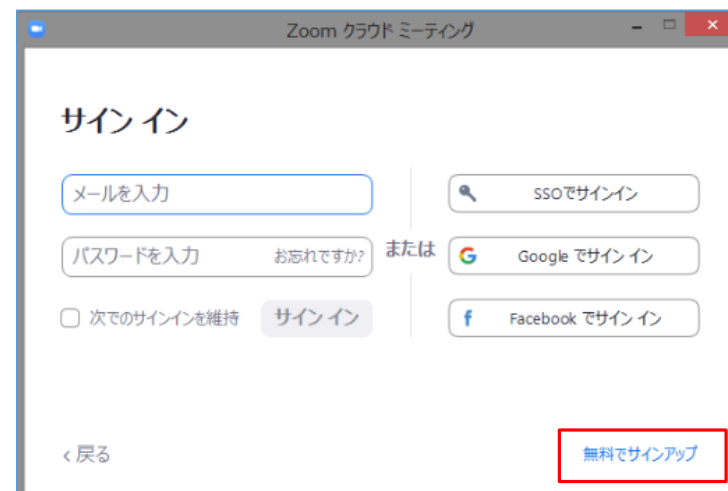 Zoom クラウド ミーティング
サイン イン
メールを入力
パスワードを入力 お忘れですか?
次でのサインインを維持 サイン イン
または
SSOでサインイン
Google でサイン イン
Facebook でサイン イン
< 戻る
無料でサインアップ